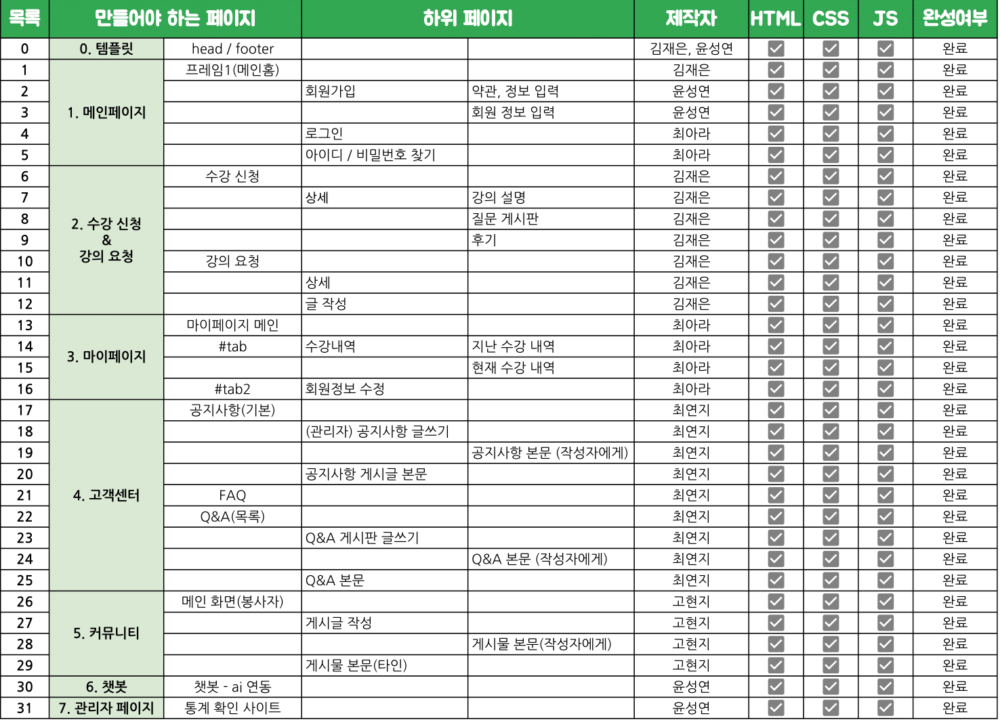 목록 만들어야 하는 페이지 하위 페이지 제작자 HTML CSS JS 완성여부
0 0. 템플릿 head / footer 김재은, 윤성연 완료
1 프레임1(메인홈) 김재은 완료
2 회원가입 약관, 정보 입력 윤성연 완료
3 1. 메인페이지 회원 정보 입력 윤성연 완료
4 로그인 최아라 완료
5 아이디 / 비밀번호 찾기 최아라 완료
6 수강 신청 김재은 완료
7 상세 강의 설명 김재은 완료
8 2. 수강 신청 질문 게시판 김재은 완료
9 & 후기 김재은 완료
10 강의 요청 강의 요청 김재은 완료
11 상세 김재은 완료
12 글 작성 김재은 완료
13 마이페이지 메인 최아라 완료
14 3. 마이페이지 #tab 수강내역 지난 수강 내역 최아라 완료
15 현재 수강 내역 최아라 완료
16 #tab2 회원정보 수정 최아라 완료
17 공지사항(기본) 최연지 완료
18 (관리자) 공지사항 글쓰기 최연지 완료
19 공지사항 본문 (작성자에게) 최연지 완료
20 공지사항 게시글 본문 최연지 완료
21 4. 고객센터 FAQ 최연지 완료
22 Q&A(목록) 최연지 완료
23 Q&A 게시판 글쓰기 최연지 완료
24 Q&A 본문 (작성자에게) 최연지 완료
25 Q&A 본문 최연지 완료
26 메인 화면(봉사자) 고현지 완료
27 5. 커뮤니티 게시글 작성 고현지 완료
28 게시물 본문(작성자에게) 고현지 완료
29 게시물 본문(타인) 고현지 완료
30 6. 챗봇 챗봇 - ai 연동 윤성연 완료
31 7. 관리자 페이지 통계 확인 사이트 윤성연 완료